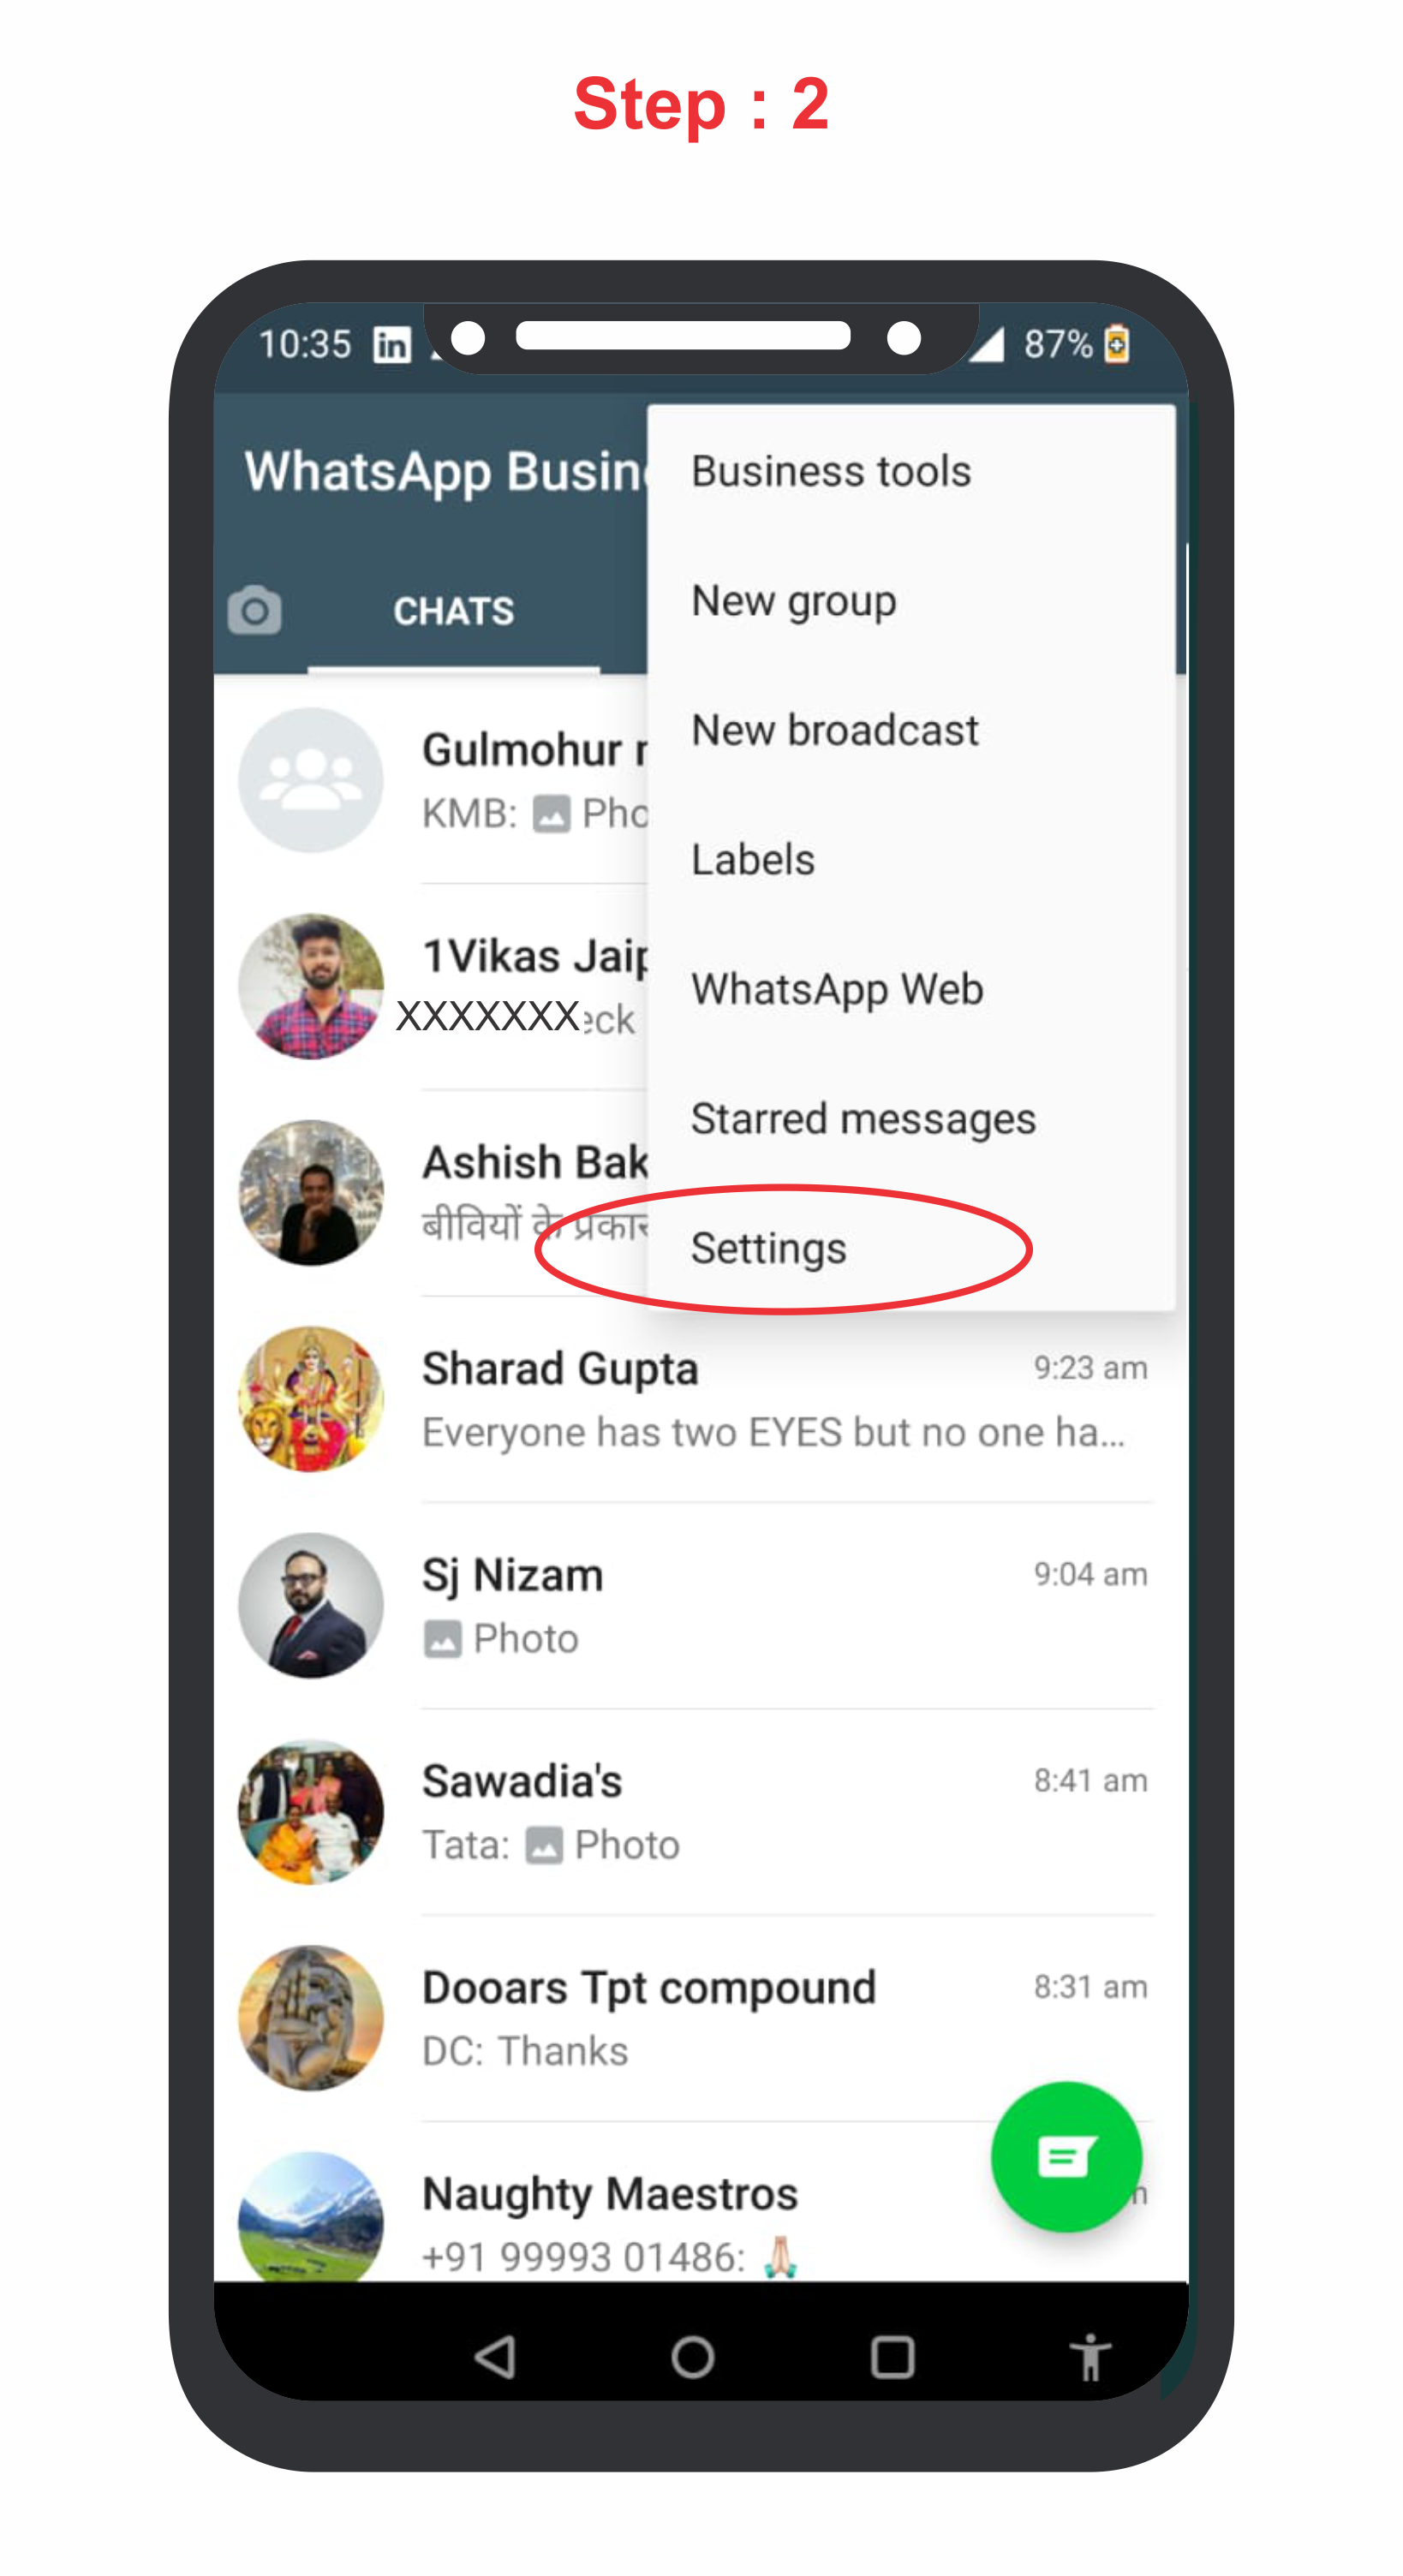 Step : 2
10:35 in 87%
WhatsApp Busin
Business tools
New group
New broadcast
Labels
WhatsApp Web
Starred messages
Settings
CHATS
Gulmohur
KMB: Pho
1Vikas Jaip
XXXXXXX eck
Ashish Bak
बीवियों के प्रकार
Sharad Gupta 9:23 am
Everyone has two EYES but no one ha...
Sj Nizam 9:04 am
Photo
Sawadia's 8:41 am
Tata: Photo
Dooars Tpt compound 8:31 am
DC: Thanks
Naughty Maestros
+91 99993 01486: 🙏🏻